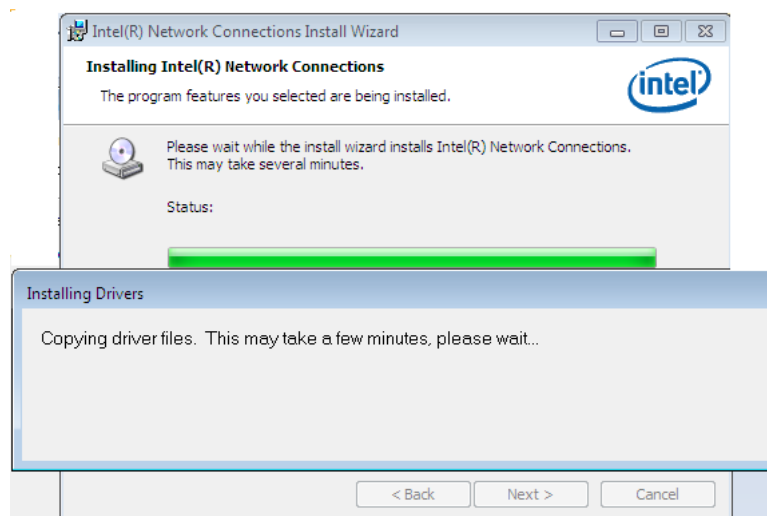 Intel(R) Network Connections Install Wizard
Installing Intel(R) Network Connections
The program features you selected are being installed.
intel
Please wait while the install wizard installs Intel(R) Network Connections.
This may take several minutes.
Status:
Installing Drivers
Copying driver files. This may take a few minutes, please wait...
< Back Next > Cancel